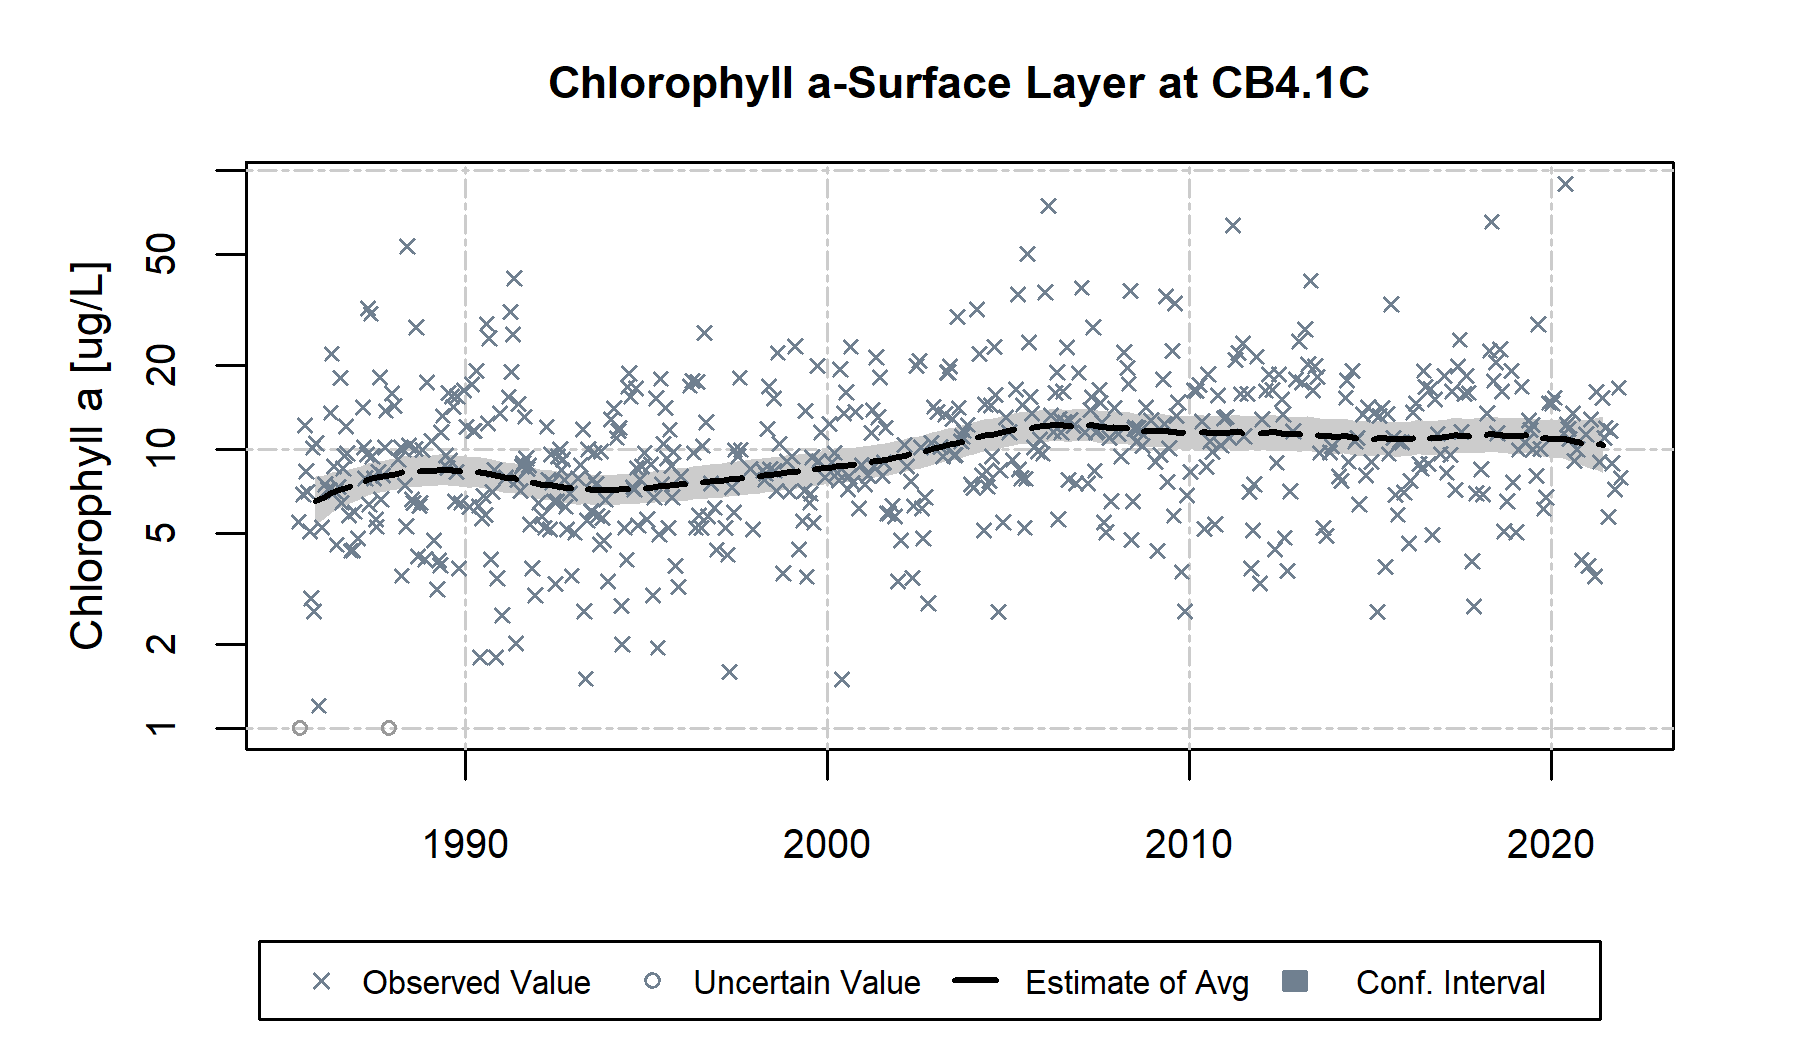 Chlorophyll a-Surface Layer at CB4.1C
Chlorophyll a [ug/L]
50
20
10
5
2
1
1990 2000 2010 2020
Observed Value Uncertain Value Estimate of Avg Conf. Interval